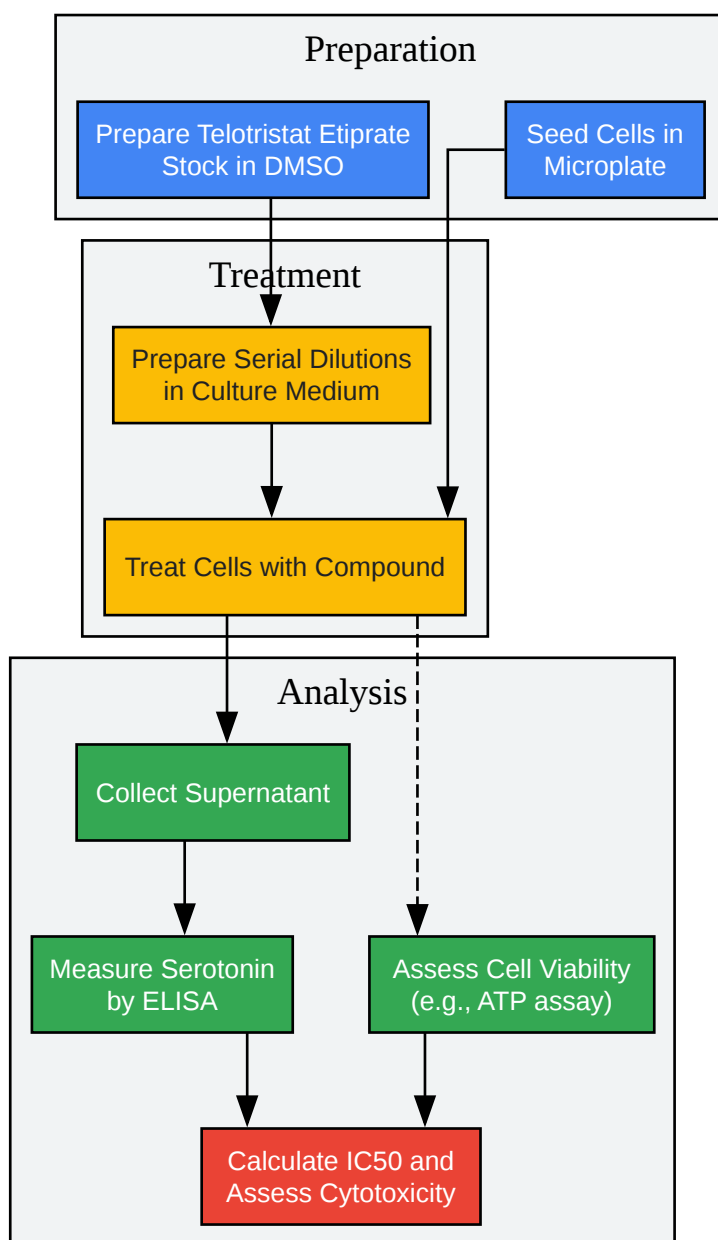 Preparation
Prepare Telotristat Etiprate
Stock in DMSO
Seed Cells in
Microplate
Treatment
Prepare Serial Dilutions
in Culture Medium
Treat Cells with Compound
Analysis
Collect Supernatant
Measure Serotonin
by ELISA
Assess Cell Viability
(e.g., ATP assay)
Calculate IC50 and
Assess Cytotoxicity